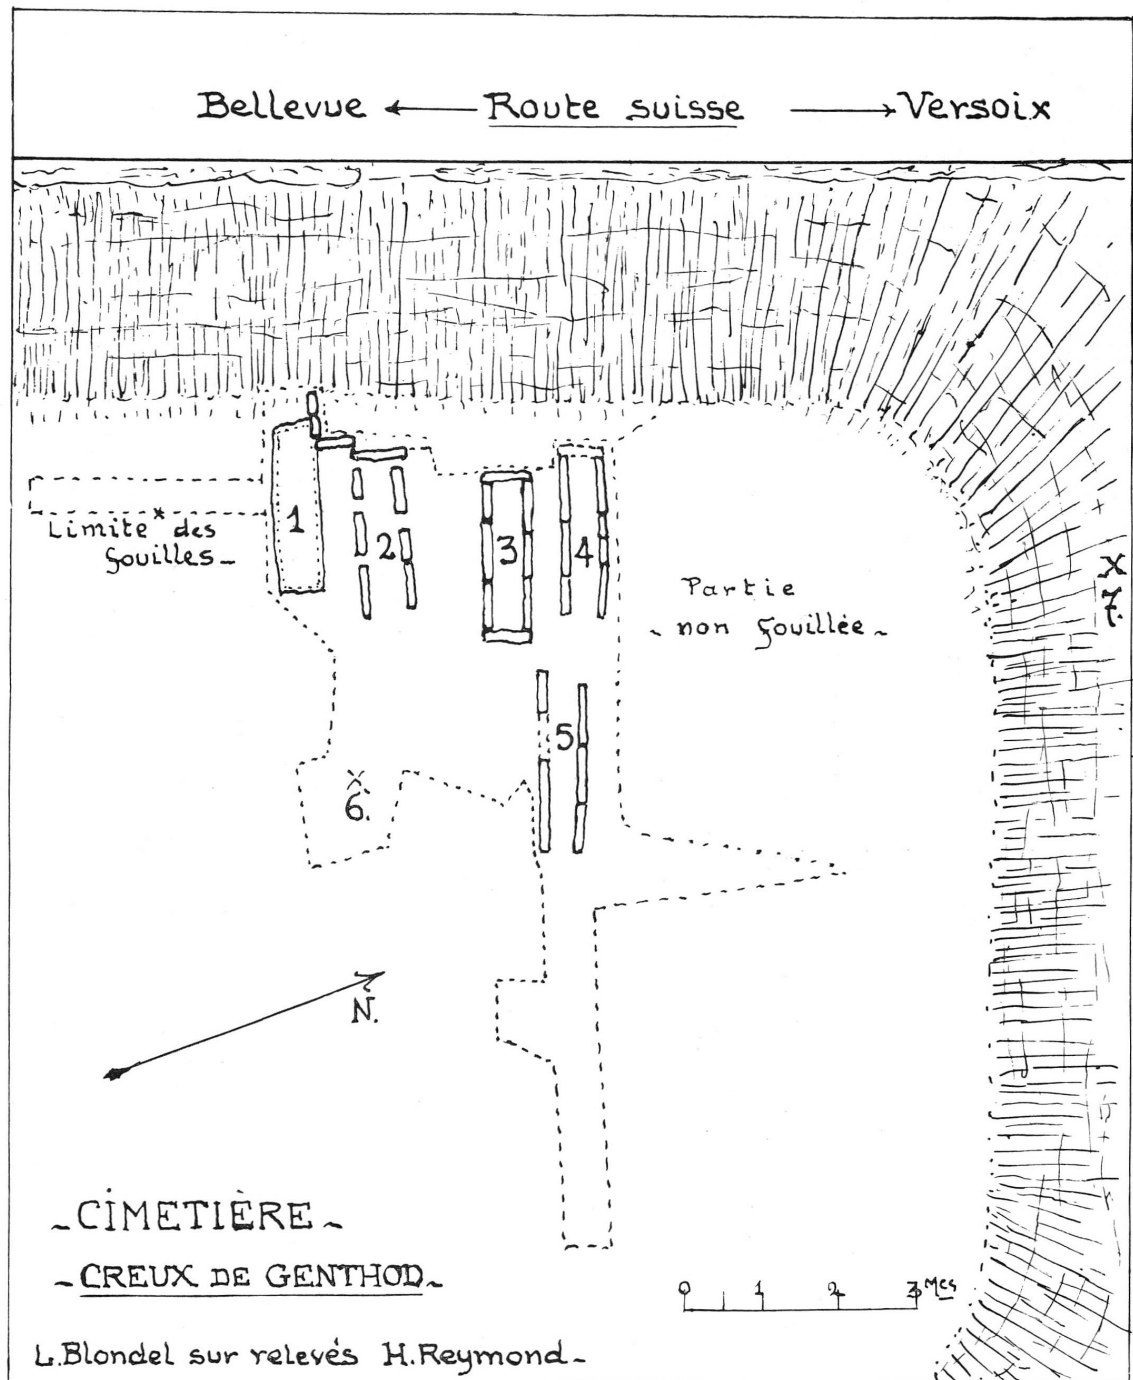 Bellevue ← Route suisse → Versoix
Limite des
fouilles
1
2
3
4
Partie
non fouillée
X
7.
5
X
6.
N.
CIMETIÈRE
CREUX DE GENTHOD
0 1 2 3 Mes
L. Blondel sur relevés H. Reymond